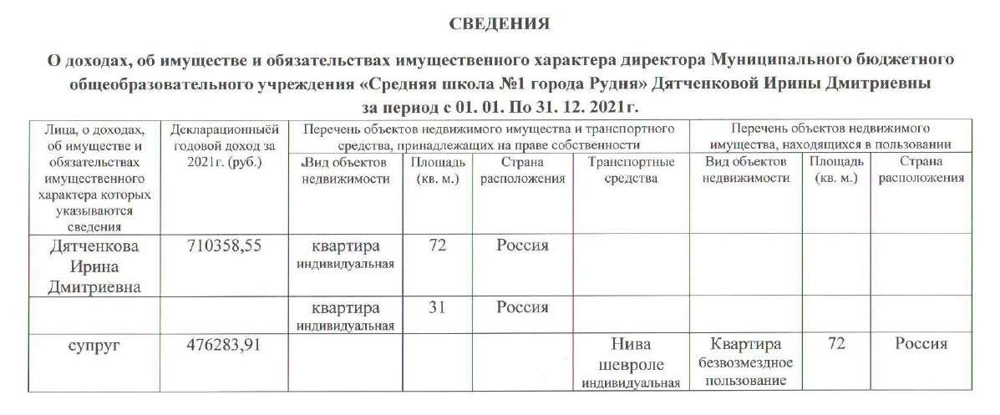 СВЕДЕНИЯ
О доходах, об имуществе и обязательствах имущественного характера директора Муниципального бюджетного
общеобразовательного учреждения «Средняя школа №1 города Рудня» Дятченковой Ирины Дмитриевны
за период с 01. 01. По 31. 12. 2021г.
Лица, о доходах,
об имуществе и
обязательствах
имущественного
характера которых
указываются
сведения
Декларационныёй
годовой доход за
2021г. (руб.)
Перечень объектов недвижимого имущества и транспортного
средства, принадлежащих на праве собственности
Перечень объектов недвижимого
имущества, находящихся в пользовании
Вид объектов
недвижимости
Площадь
(кв. м.)
Страна
расположения
Транспортные
средства
Вид объектов
недвижимости
Площадь
(кв. м.)
Страна
расположения
Дятченкова
Ирина
Дмитриевна
710358,55
квартира
индивидуальная
72
Россия
квартира
индивидуальная
31
Россия
супруг
476283,91
Нива
шевроле
индивидуальная
Квартира
безвозмездное
пользование
72
Россия